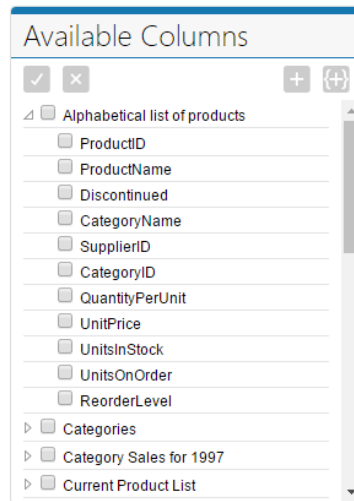 Available Columns
Alphabetical list of products
ProductID
ProductName
Discontinued
CategoryName
SupplierID
CategoryID
QuantityPerUnit
UnitPrice
UnitsInStock
UnitsOnOrder
ReorderLevel
Categories
Category Sales for 1997
Current Product List